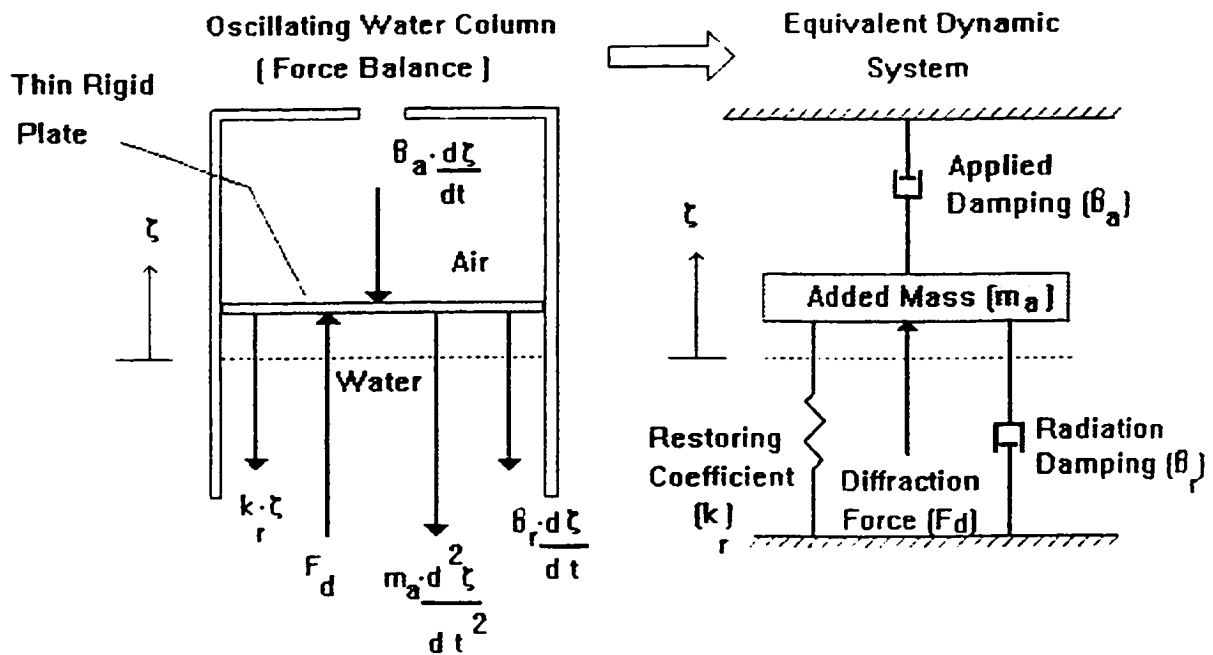 Oscillating Water Column
( Force Balance )
Equivalent Dynamic
System
Thin Rigid
Plate
β_a · dζ
dt
ζ
Air
Water
k_r · ζ
F_d
m_a · d²ζ
dt²
β_r · dζ
dt
Applied
Damping (β_a)
ζ
Added Mass (m_a)
Restoring
Coefficient
(k_r)
Diffraction
Force (Fd)
Radiation
Damping (β_r)